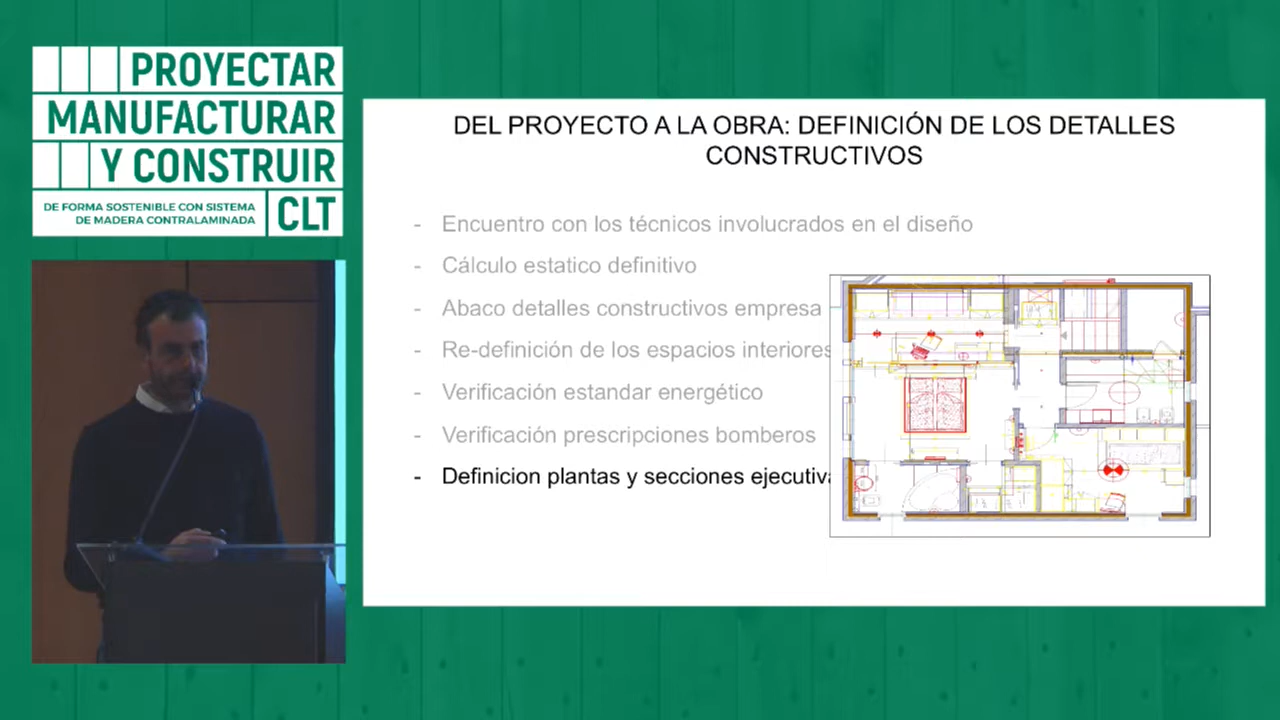 PROYECTAR
MANUFACTURAR
Y CONSTRUIR
DE FORMA SOSTENIBLE CON SISTEMA
DE MADERA CONTRALAMINADA
CLT
DEL PROYECTO A LA OBRA: DEFINICIÓN DE LOS DETALLES
CONSTRUCTIVOS
- Encuentro con los técnicos involucrados en el diseño
- Cálculo estatico definitivo
- Abaco detalles constructivos empresa
- Re-definición de los espacios interiores
- Verificación estandar energético
- Verificación prescripciones bomberos
- Definicion plantas y secciones ejecutiva